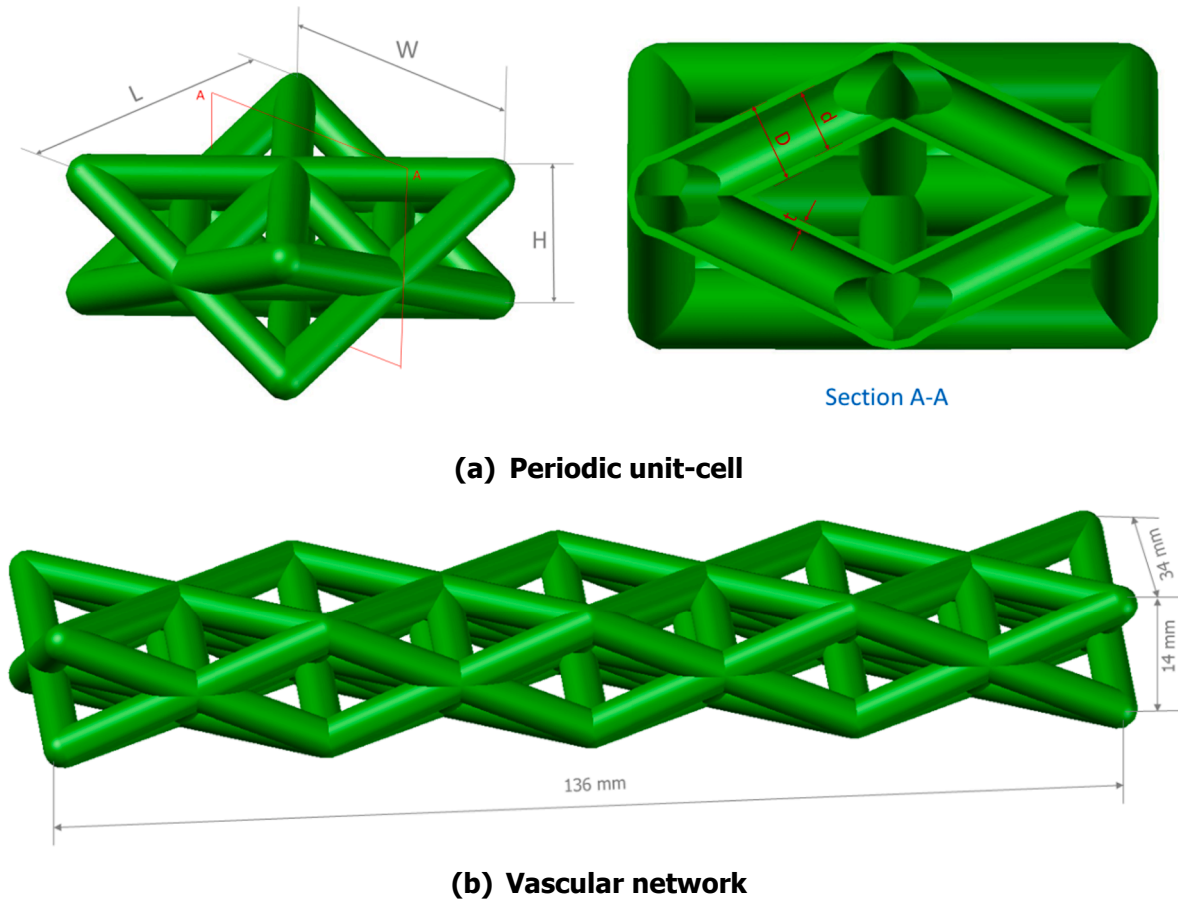 W
L
A
A
H
D
d
t
Section A-A
(a) Periodic unit-cell
34 mm
14 mm
136 mm
(b) Vascular network